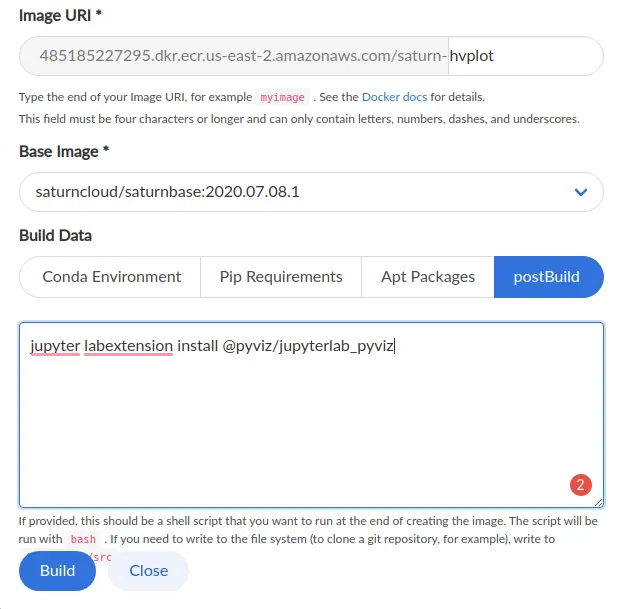 Image URI *
485185227295.dkr.ecr.us-east-2.amazonaws.com/saturn-hvplot
Type the end of your Image URI, for example myimage . See the Docker docs for details.
This field must be four characters or longer and can only contain letters, numbers, dashes, and underscores.
Base Image *
saturncloud/saturnbase:2020.07.08.1
Build Data
Conda Environment Pip Requirements Apt Packages postBuild
jupyter labextension install @pyviz/jupyterlab_pyviz
2
If provided, this should be a shell script that you want to run at the end of creating the image. The script will be
run with bash . If you need to write to the file system (to clone a git repository, for example), write to
/src
Build Close